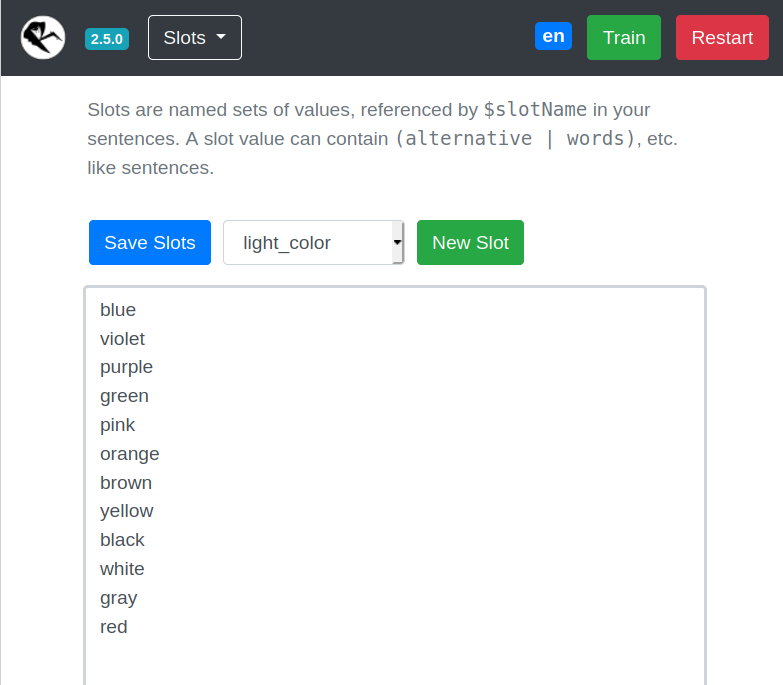 2.5.0 Slots en Train Restart
Slots are named sets of values, referenced by $slotName in your
sentences. A slot value can contain (alternative | words), etc.
like sentences.
Save Slots light_color New Slot
blue
violet
purple
green
pink
orange
brown
yellow
black
white
gray
red